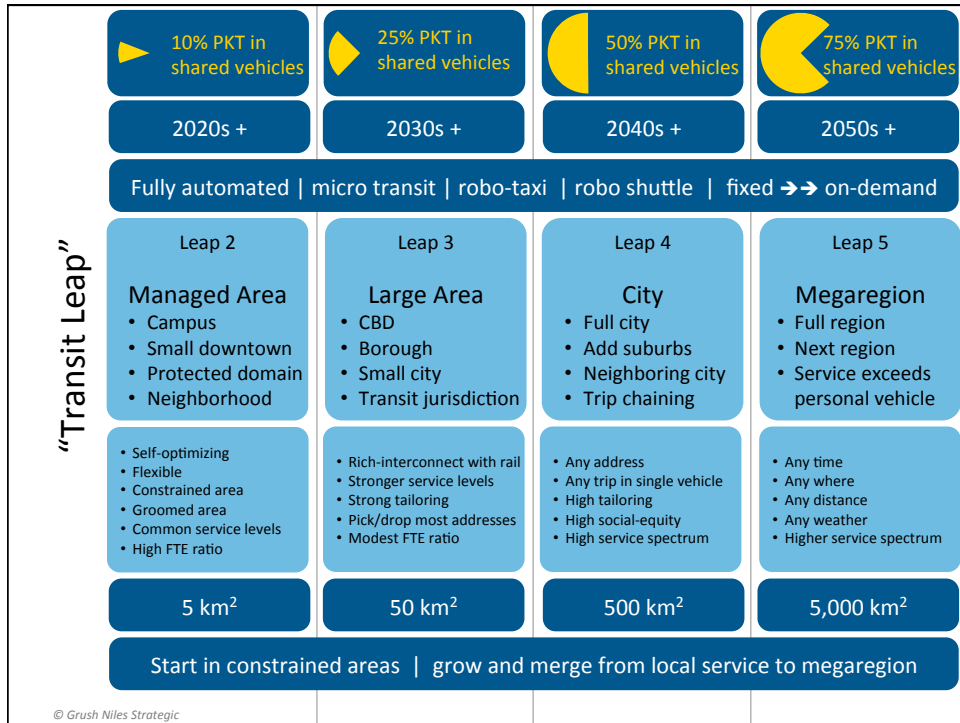 10% PKT in
shared vehicles
25% PKT in
shared vehicles
50% PKT in
shared vehicles
75% PKT in
shared vehicles
2020s +
2030s +
2040s +
2050s +
Fully automated | micro transit | robo-taxi | robo shuttle | fixed ➔➔ on-demand
“Transit Leap”
Leap 2
Managed Area
• Campus
• Small downtown
• Protected domain
• Neighborhood
Leap 3
Large Area
• CBD
• Borough
• Small city
• Transit jurisdiction
Leap 4
City
• Full city
• Add suburbs
• Neighboring city
• Trip chaining
Leap 5
Megaregion
• Full region
• Next region
• Service exceeds
personal vehicle
• Self-optimizing
• Flexible
• Constrained area
• Groomed area
• Common service levels
• High FTE ratio
• Rich-interconnect with rail
• Stronger service levels
• Strong tailoring
• Pick/drop most addresses
• Modest FTE ratio
• Any address
• Any trip in single vehicle
• High tailoring
• High social-equity
• High service spectrum
• Any time
• Any where
• Any distance
• Any weather
• Higher service spectrum
5 km²
50 km²
500 km²
5,000 km²
Start in constrained areas | grow and merge from local service to megaregion
© Grush Niles Strategic